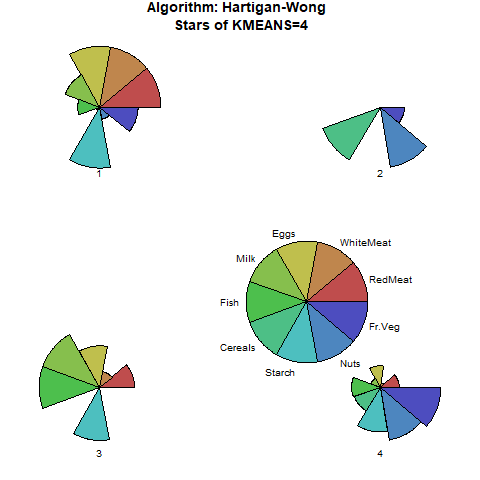 Algorithm: Hartigan-Wong
Stars of KMEANS=4
1
2
Eggs
WhiteMeat
Milk
RedMeat
Fish
Fr.Veg
Cereals
Nuts
Starch
3
4